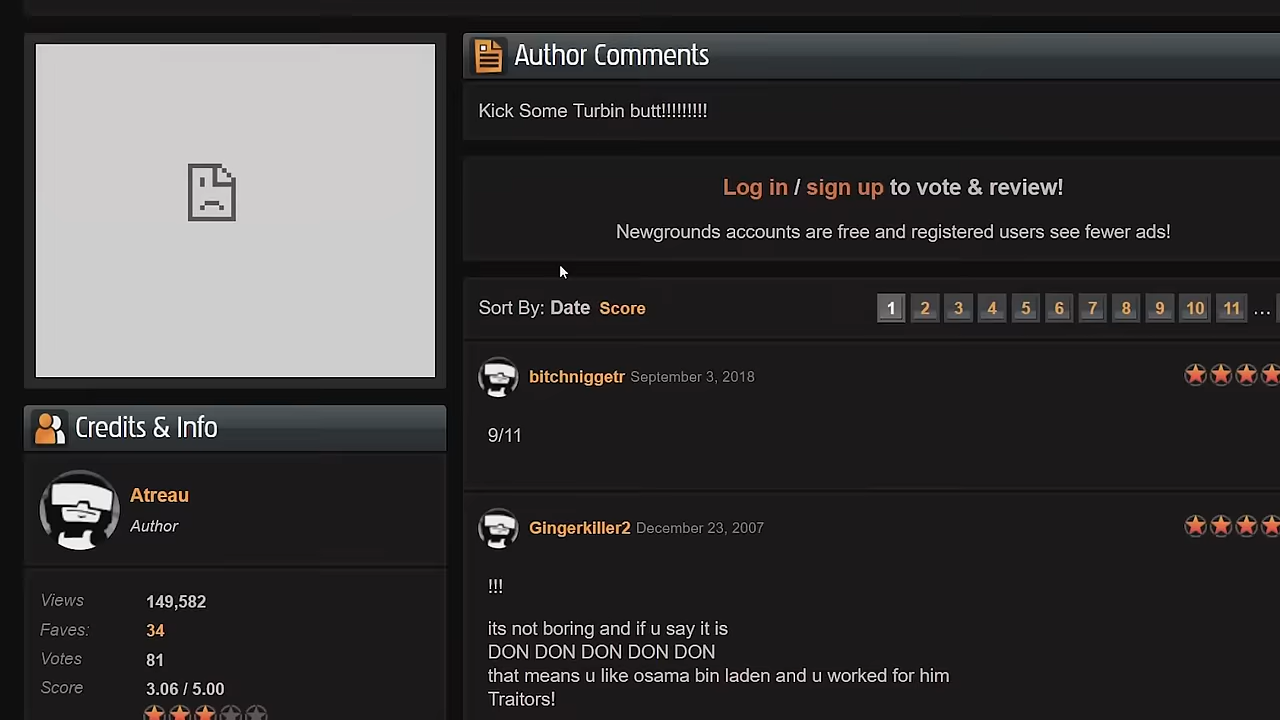 Author Comments
Kick Some Turbin butt!!!!!!!!!
Log in / sign up to vote & review!
Newgrounds accounts are free and registered users see fewer ads!
Sort By: Date Score
1 2 3 4 5 6 7 8 9 10 11 ...
bitchniggetr September 3, 2018
9/11
Credits & Info
Atreau
Author
Gingerkiller2 December 23, 2007
!!!
its not boring and if u say it is
DON DON DON DON DON
that means u like osama bin laden and u worked for him
Traitors!
Views 149,582
Faves: 34
Votes 81
Score 3.06 / 5.00